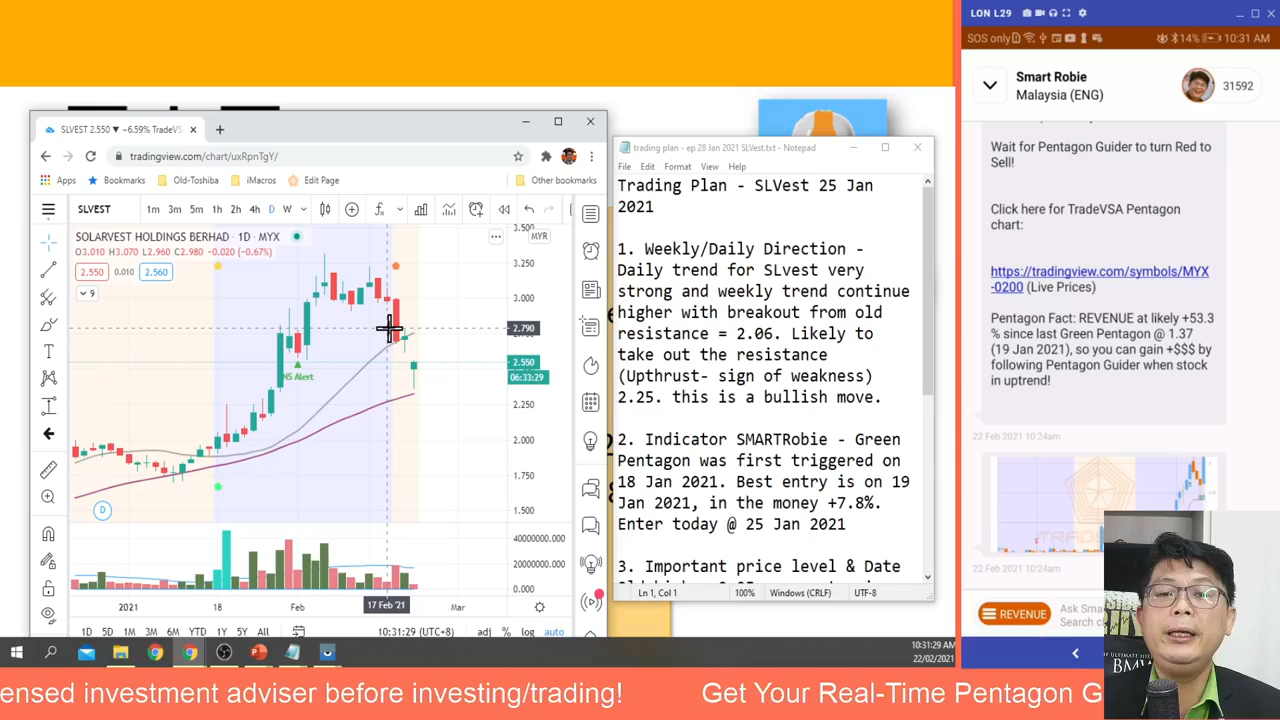 SLVEST 2.550 ▼ −6.59% TradeVS
tradingview.com/chart/uxRpnTgY/
Apps
Bookmarks
Old-Toshiba
iMacros
Edit Page
Other bookmarks
SLVEST
1m 3m 5m 1h 2h 4h D W
SOLARVEST HOLDINGS BERHAD · 1D · MYX
O3.010 H3.070 L2.960 C2.980 −0.020 (−0.67%)
2.550 0.010 2.560
9
MYR
3.500
3.250
3.000
2.790
2.550
06:33:29
2.250
2.000
1.750
1.500
NS Alert
D
40000000.000
20000000.000
0.000
2021 18 Feb 17 Feb '21 Mar
1D 5D 1M 3M 6M YTD 1Y 5Y All
10:31:29 (UTC+8) adj % log auto
trading plan - ep 28 Jan 2021 SLVest.txt - Notepad
File Edit Format View Help
Trading Plan - SLVest 25 Jan
2021
1. Weekly/Daily Direction -
Daily trend for SLvest very
strong and weekly trend continue
higher with breakout from old
resistance = 2.06. Likely to
take out the resistance
(Upthrust- sign of weakness)
2.25. this is a bullish move.
2. Indicator SMARTRobie - Green
Pentagon was first triggered on
18 Jan 2021. Best entry is on 19
Jan 2021, in the money +7.8%.
Enter today @ 25 Jan 2021
3. Important price level & Date
Ln 1, Col 1 100% Windows (CRLF) UTF-8
10:31:29 AM
22/02/2021
LON L29
SOS only 14% 10:31 AM
Smart Robie
Malaysia (ENG)
31592
Wait for Pentagon Guider to turn Red to
Sell!
Click here for TradeVSA Pentagon
chart:
https://tradingview.com/symbols/MYX
-0200 (Live Prices)
Pentagon Fact: REVENUE at likely +53.3
% since last Green Pentagon @ 1.37
(19 Jan 2021), so you can gain +$$$ by
following Pentagon Guider when stock
in uptrend!
22 Feb 2021 10:24am
22 Feb 2021 10:24am
REVENUE
Ask Sma
Search c
BMW
ensed investment adviser before investing/trading!
Get Your Real-Time Pentagon G